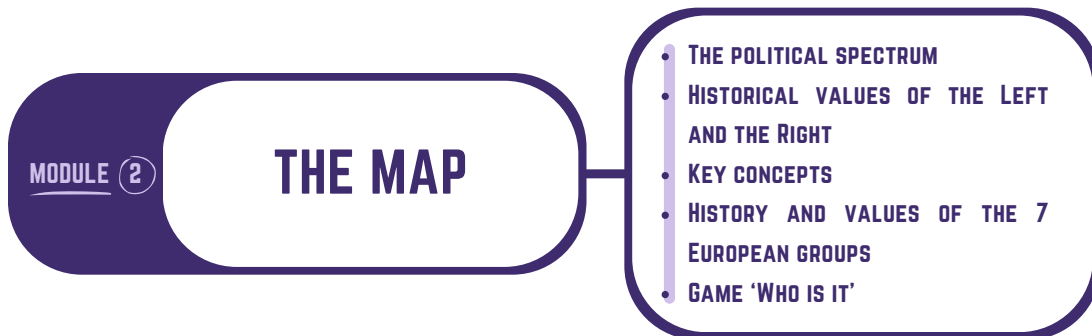 MODULE 2
THE MAP
• THE POLITICAL SPECTRUM
• HISTORICAL VALUES OF THE LEFT
AND THE RIGHT
• KEY CONCEPTS
• HISTORY AND VALUES OF THE 7
EUROPEAN GROUPS
• GAME ‘WHO IS IT’